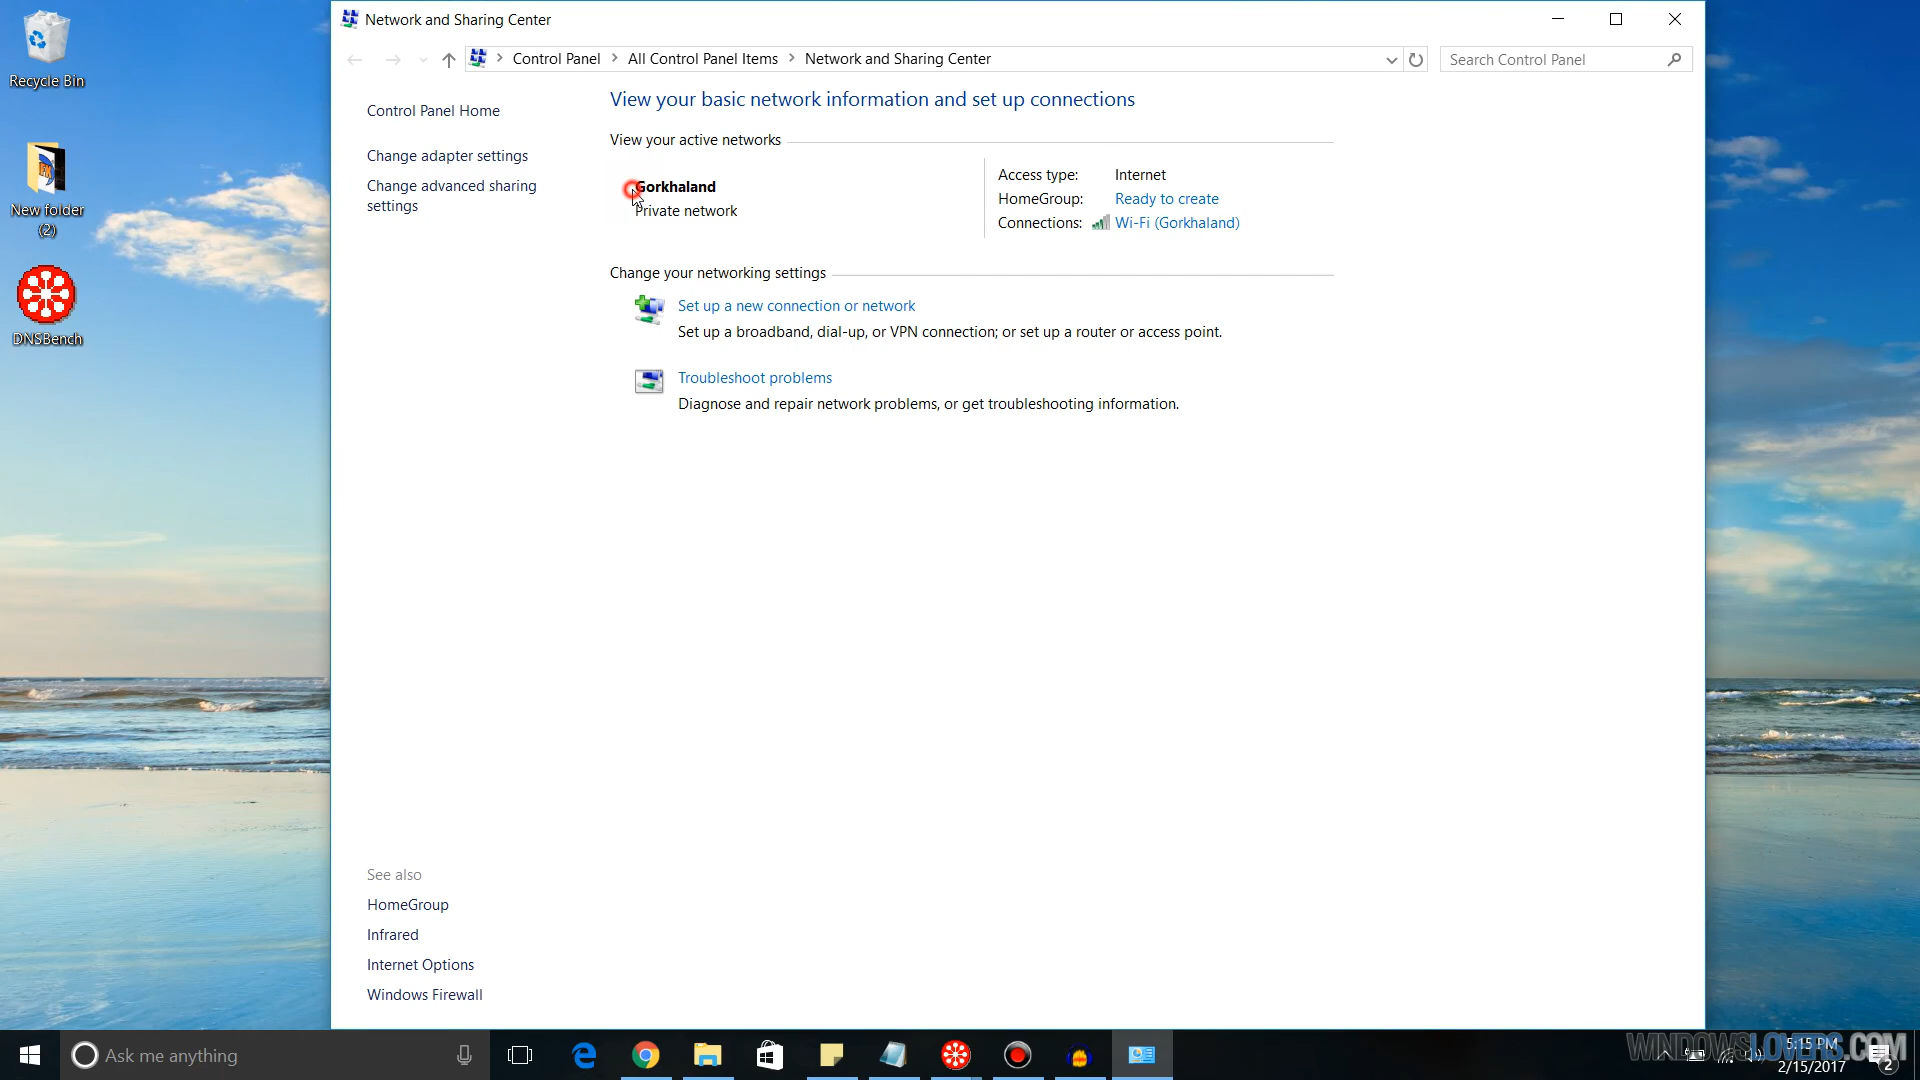 Recycle Bin
New folder
(2)
DNSBench
Network and Sharing Center
Control Panel > All Control Panel Items > Network and Sharing Center
Search Control Panel
Control Panel Home
Change adapter settings
Change advanced sharing
settings
See also
HomeGroup
Infrared
Internet Options
Windows Firewall
View your basic network information and set up connections
View your active networks
Gorkhaland
Private network
Access type: Internet
HomeGroup: Ready to create
Connections: Wi-Fi (Gorkhaland)
Change your networking settings
Set up a new connection or network
Set up a broadband, dial-up, or VPN connection; or set up a router or access point.
Troubleshoot problems
Diagnose and repair network problems, or get troubleshooting information.
Ask me anything
WINDOWSLOVERS.COM
5:15 PM
2/15/2017
2